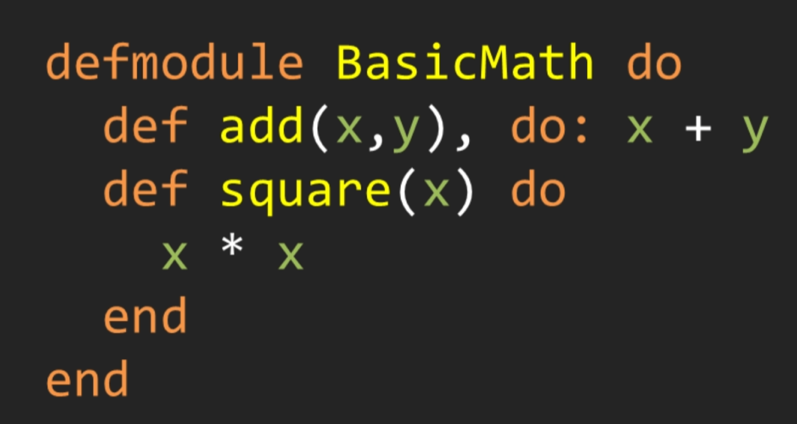 defmodule BasicMath do
  def add(x,y), do: x + y
  def square(x) do
    x * x
  end
end